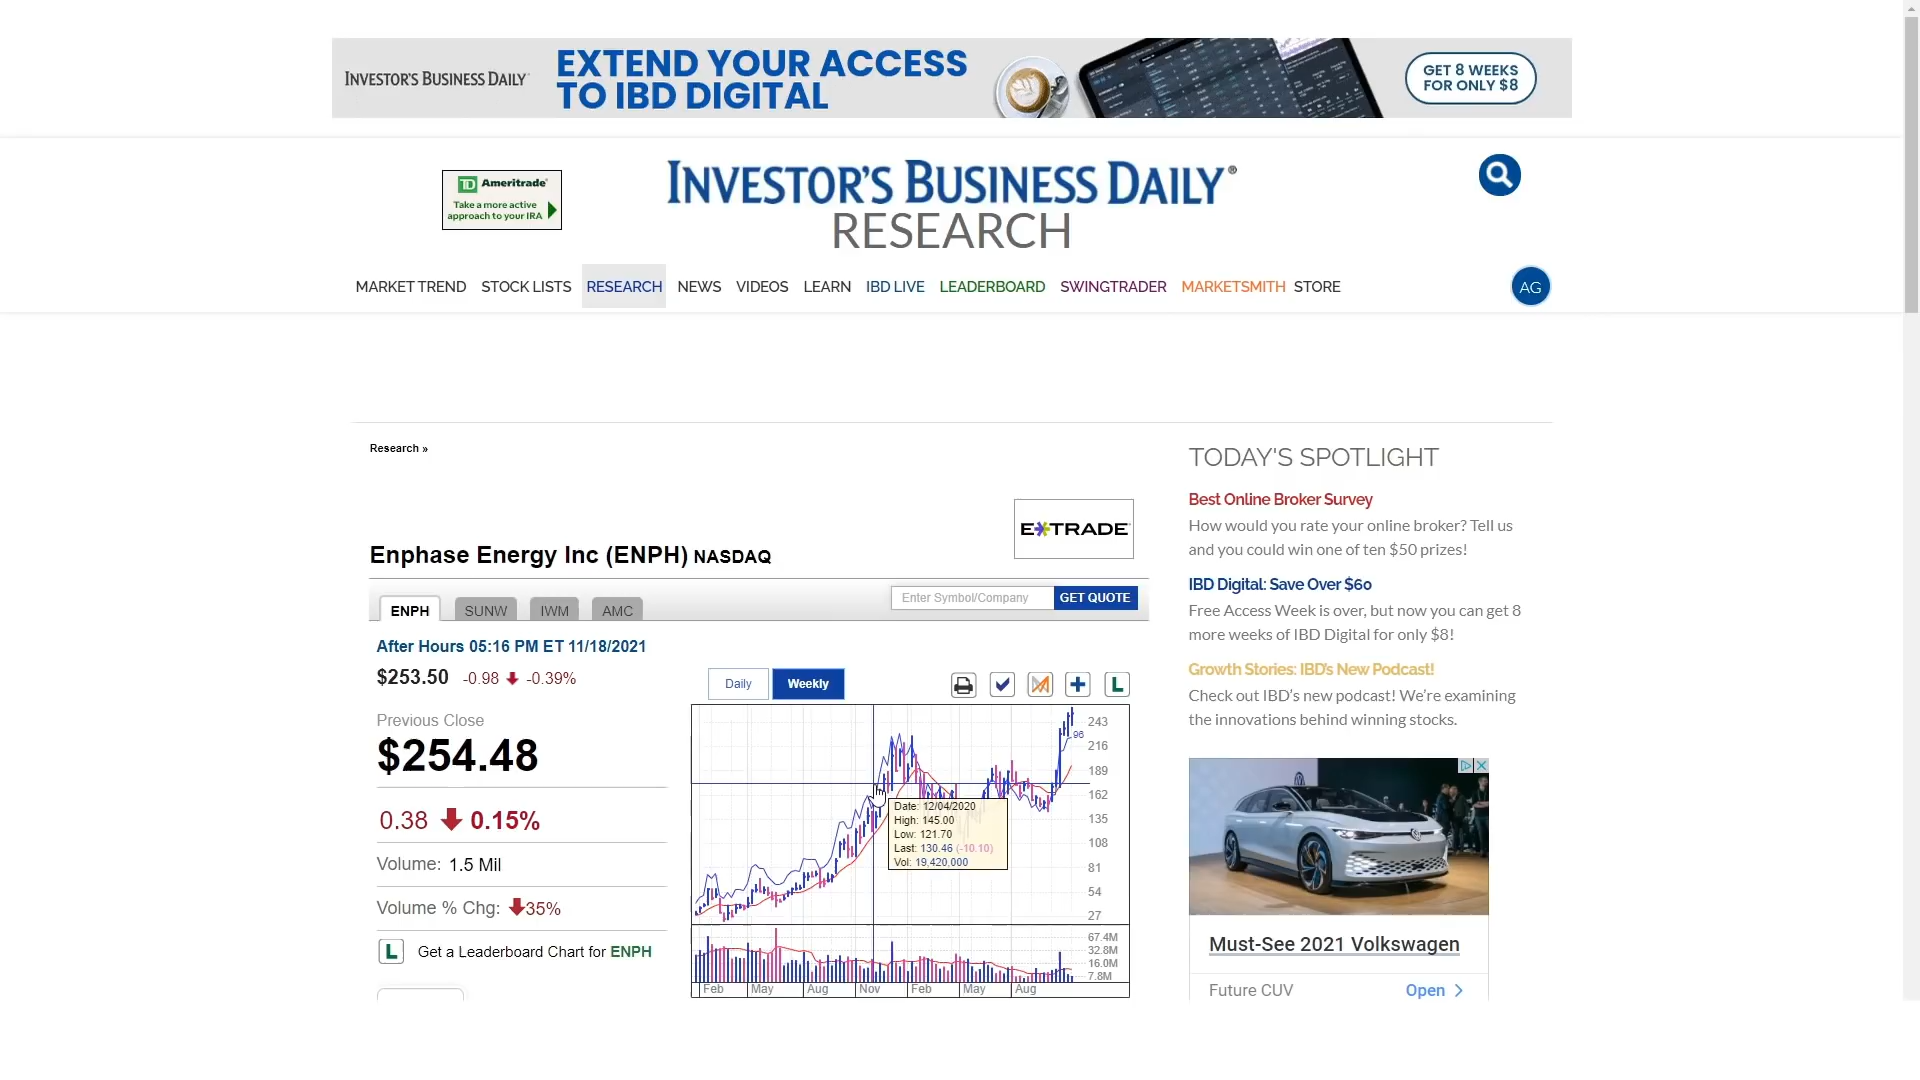 INVESTOR'S BUSINESS DAILY
EXTEND YOUR ACCESS
TO IBD DIGITAL
GET 8 WEEKS
FOR ONLY $8
TD Ameritrade
Take a more active
approach to your IRA
INVESTOR'S BUSINESS DAILY®
RESEARCH
MARKET TREND STOCK LISTS RESEARCH NEWS VIDEOS LEARN IBD LIVE LEADERBOARD SWINGTRADER MARKETSMITH STORE
AG
Research »
E*TRADE
Enphase Energy Inc (ENPH) NASDAQ
ENPH SUNW IWM AMC
Enter Symbol/Company GET QUOTE
After Hours 05:16 PM ET 11/18/2021
$253.50 -0.98 -0.39%
Previous Close
$254.48
0.38 0.15%
Volume: 1.5 Mil
Volume % Chg: 35%
L Get a Leaderboard Chart for ENPH
Daily Weekly
L
243
96
216
189
162
135
108
81
54
27
67.4M
32.8M
16.0M
7.8M
Date: 12/04/2020
High: 145.00
Low: 121.70
Last: 130.46 (-10.10)
Vol: 19,420,000
Feb May Aug Nov Feb May Aug
TODAY'S SPOTLIGHT
Best Online Broker Survey
How would you rate your online broker? Tell us
and you could win one of ten $50 prizes!
IBD Digital: Save Over $60
Free Access Week is over, but now you can get 8
more weeks of IBD Digital for only $8!
Growth Stories: IBD's New Podcast!
Check out IBD's new podcast! We're examining
the innovations behind winning stocks.
Must-See 2021 Volkswagen
Future CUV
Open